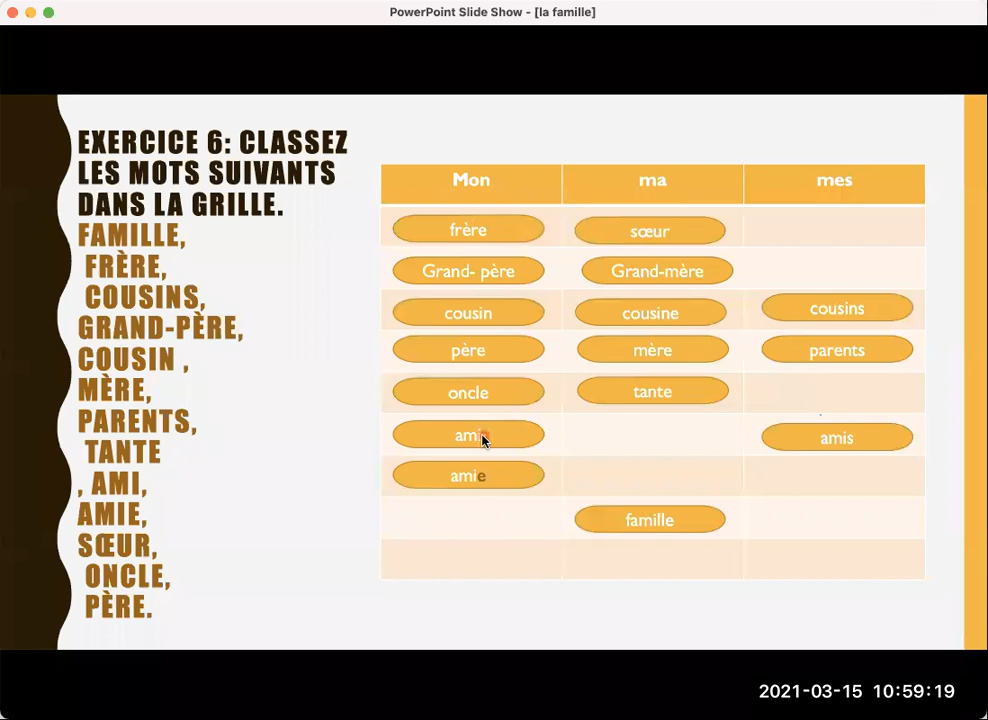 PowerPoint Slide Show - [la famille]
EXERCICE 6: CLASSEZ
LES MOTS SUIVANTS
DANS LA GRILLE.
FAMILLE,
FRÈRE,
COUSINS,
GRAND-PÈRE,
COUSIN ,
MÈRE,
PARENTS,
TANTE
, AMI,
AMIE,
SŒUR,
ONCLE,
PÈRE.
Mon ma mes
frère sœur
Grand- père Grand-mère
cousin cousine cousins
père mère parents
oncle tante
ami amis
amie
famille
2021-03-15 10:59:19